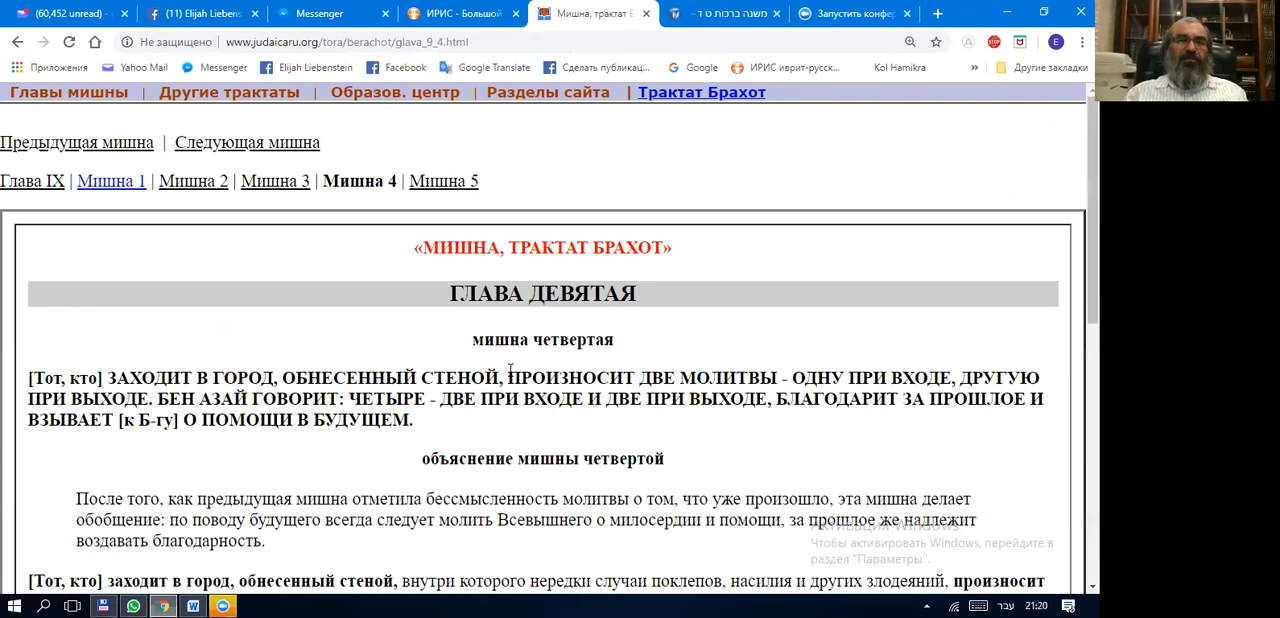 (60,452 unread) -
(11) Elijah Liebens
Messenger
ИРИС - Большой
Мишна, трактат Б
משנה ברכות ט ד -
Запустить конфе
Не защищено
www.judaicaru.org/tora/berachot/glava_9_4.html
Приложения
Yahoo Mail
Messenger
Elijah Liebenstein
Facebook
Google Translate
Сделать публикац...
Google
ИРИС иврит-русск...
Kol Hamikra
»
Другие закладки
Главы мишны | Другие трактаты | Образов. центр | Разделы сайта | Трактат Брахот
Предыдущая мишна | Следующая мишна
Глава IX | Мишна 1 | Мишна 2 | Мишна 3 | Мишна 4 | Мишна 5
«МИШНА, ТРАКТАТ БРАХОТ»
ГЛАВА ДЕВЯТАЯ
мишна четвертая
[Тот, кто] ЗАХОДИТ В ГОРОД, ОБНЕСЕННЫЙ СТЕНОЙ, ПРОИЗНОСИТ ДВЕ МОЛИТВЫ - ОДНУ ПРИ ВХОДЕ, ДРУГУЮ
ПРИ ВЫХОДЕ. БЕН АЗАЙ ГОВОРИТ: ЧЕТЫРЕ - ДВЕ ПРИ ВХОДЕ И ДВЕ ПРИ ВЫХОДЕ, БЛАГОДАРИТ ЗА ПРОШЛОЕ И
ВЗЫВАЕТ [к Б-гу] О ПОМОЩИ В БУДУЩЕМ.
объяснение мишны четвертой
После того, как предыдущая мишна отметила бессмысленность молитвы о том, что уже произошло, эта мишна делает
обобщение: по поводу будущего всегда следует молить Всевышнего о милосердии и помощи, за прошлое же надлежит
воздавать благодарность.
Активация Windows
Чтобы активировать Windows, перейдите в
раздел "Параметры".
[Тот, кто] заходит в город, обнесенный стеной, внутри которого нередки случаи поклепов, насилия и других злодеяний, произносит
עבר
21:20